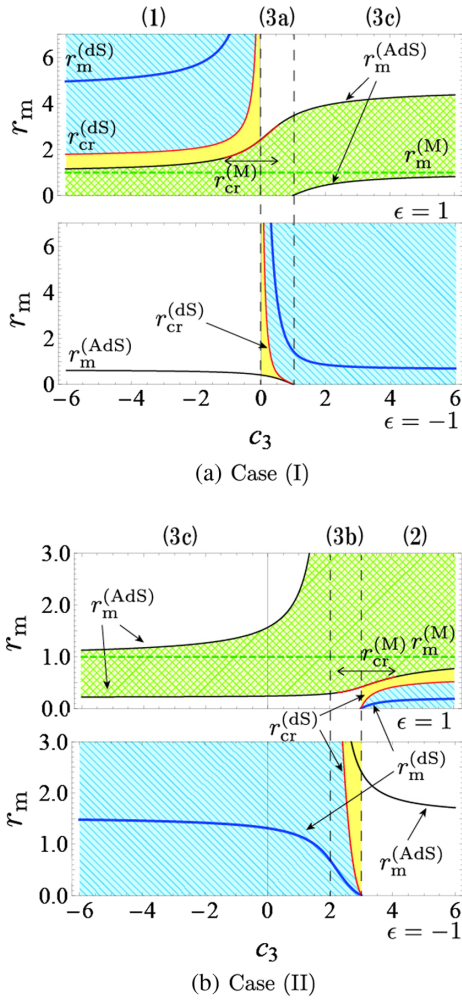 (1) (3a) (3c)
r_m^(dS)
r_m^(AdS)
r_cr^(dS)
r_m^(M)
r_cr^(M)
r_m
6
4
2
0
ϵ = 1
r_m
6
4
2
0
r_cr^(dS)
r_m^(AdS)
−6 −4 −2 0 2 4 6
c₃
ϵ = −1
(a) Case (I)
(3c) (3b) (2)
r_m
3.0
2.0
1.0
0.0
r_m^(AdS)
r_cr^(M) r_m^(M)
r_cr^(dS)
ϵ = 1
r_m
3.0
2.0
1.0
0.0
r_m^(dS)
r_m^(AdS)
−6 −4 −2 0 2 4 6
c₃
ϵ = −1
(b) Case (II)